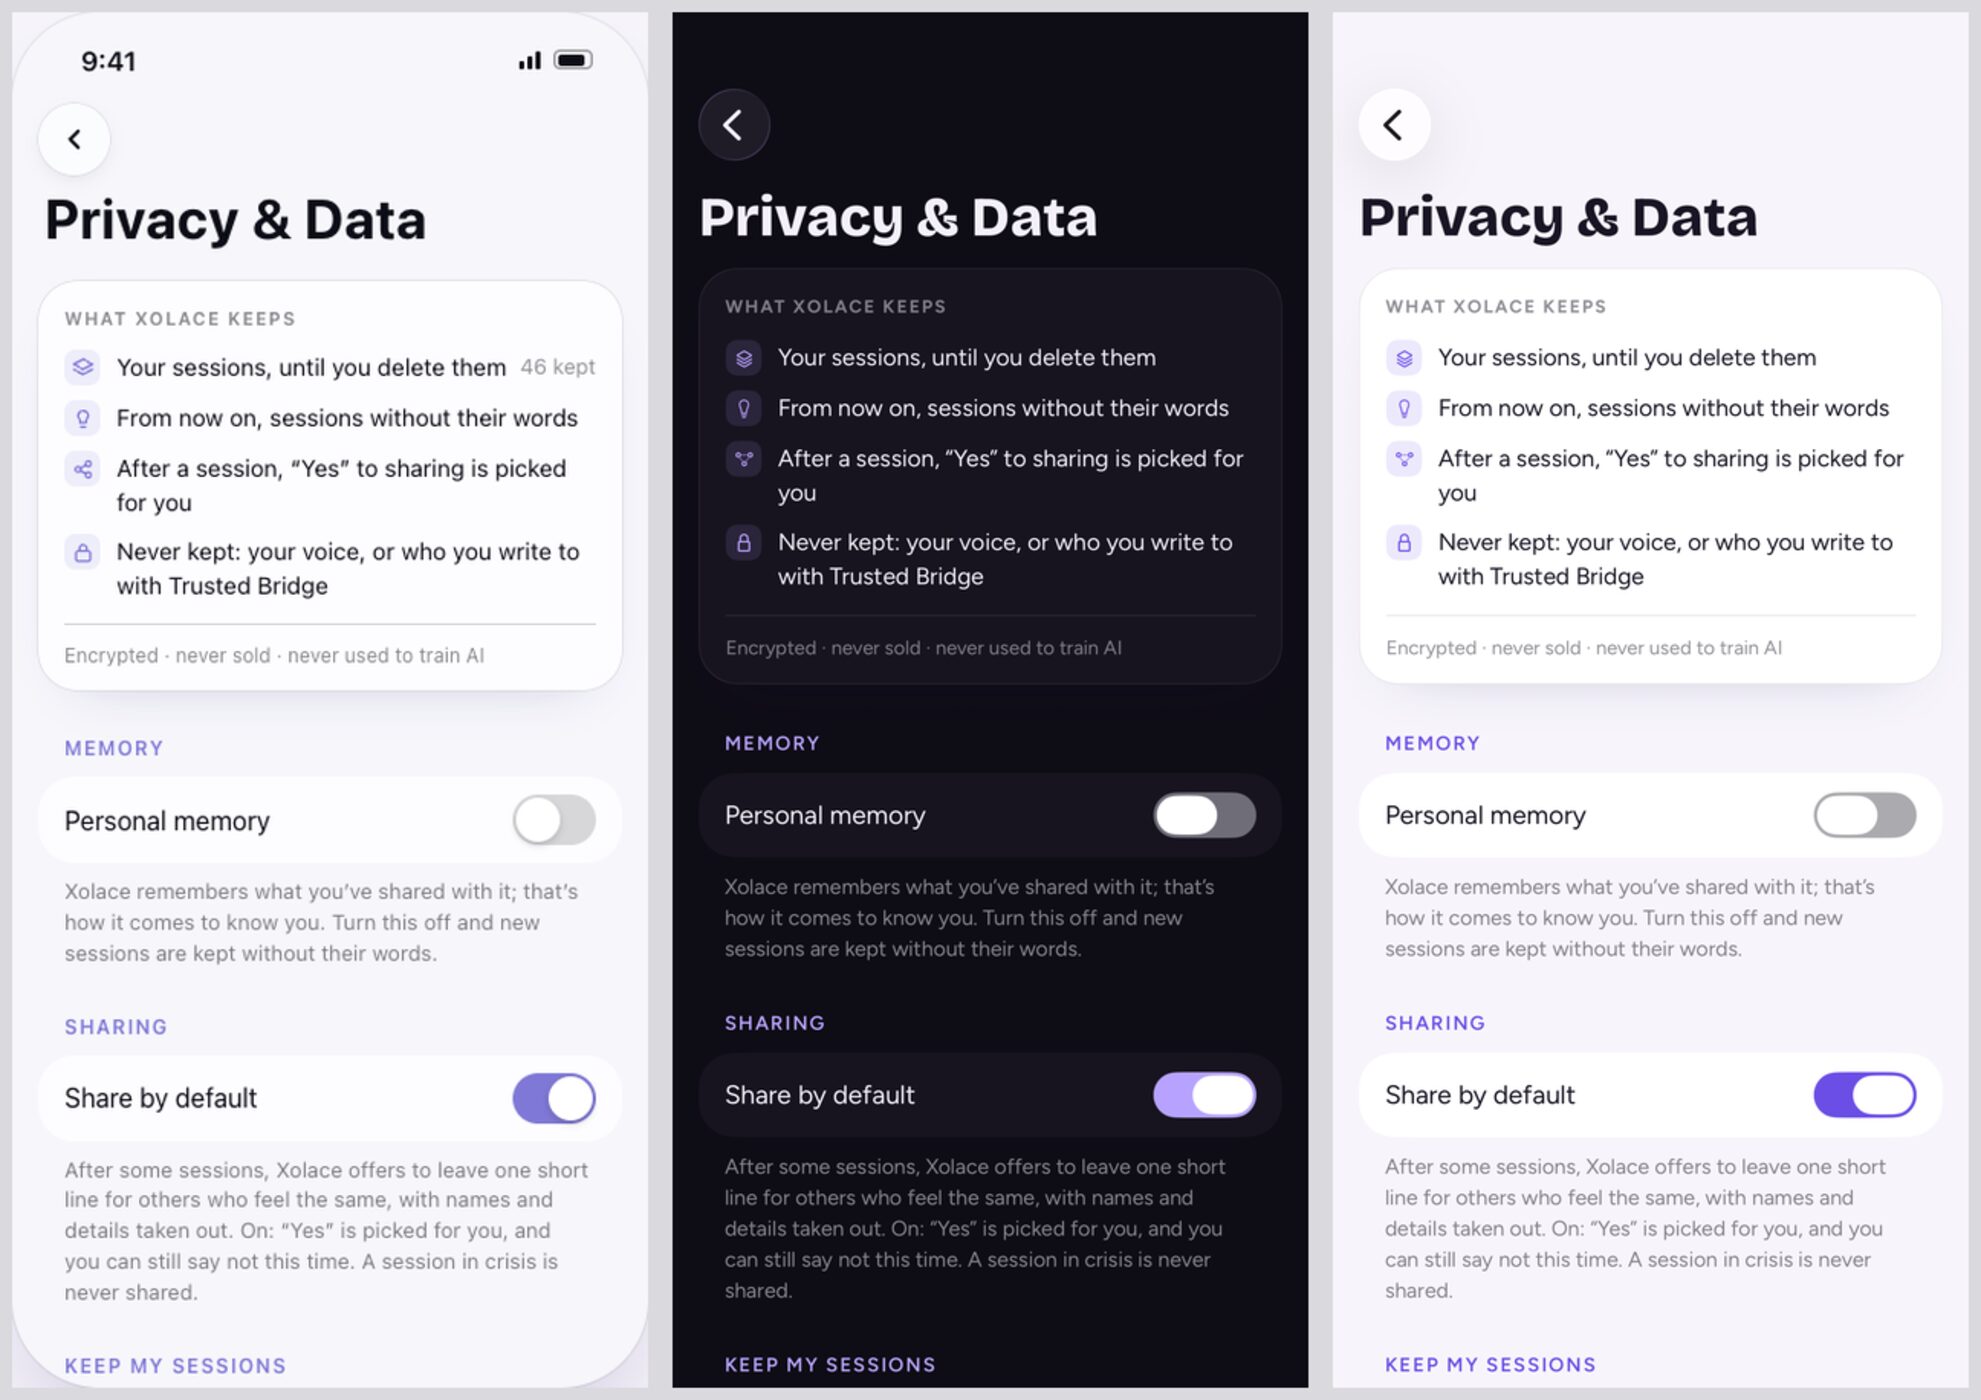 9:41
Privacy & Data
WHAT XOLACE KEEPS
Your sessions, until you delete them 46 kept
From now on, sessions without their words
After a session, “Yes” to sharing is picked
for you
Never kept: your voice, or who you write to
with Trusted Bridge
Encrypted · never sold · never used to train AI
MEMORY
Personal memory
Xolace remembers what you’ve shared with it; that’s
how it comes to know you. Turn this off and new
sessions are kept without their words.
SHARING
Share by default
After some sessions, Xolace offers to leave one short
line for others who feel the same, with names and
details taken out. On: “Yes” is picked for you, and
you can still say not this time. A session in crisis is
never shared.
KEEP MY SESSIONS
Privacy & Data
WHAT XOLACE KEEPS
Your sessions, until you delete them
From now on, sessions without their words
After a session, “Yes” to sharing is picked for
you
Never kept: your voice, or who you write to
with Trusted Bridge
Encrypted · never sold · never used to train AI
MEMORY
Personal memory
Xolace remembers what you’ve shared with it; that’s
how it comes to know you. Turn this off and new
sessions are kept without their words.
SHARING
Share by default
After some sessions, Xolace offers to leave one short
line for others who feel the same, with names and
details taken out. On: “Yes” is picked for you, and you
can still say not this time. A session in crisis is never
shared.
KEEP MY SESSIONS
Privacy & Data
WHAT XOLACE KEEPS
Your sessions, until you delete them
From now on, sessions without their words
After a session, “Yes” to sharing is picked for
you
Never kept: your voice, or who you write to
with Trusted Bridge
Encrypted · never sold · never used to train AI
MEMORY
Personal memory
Xolace remembers what you’ve shared with it; that’s
how it comes to know you. Turn this off and new
sessions are kept without their words.
SHARING
Share by default
After some sessions, Xolace offers to leave one short
line for others who feel the same, with names and
details taken out. On: “Yes” is picked for you, and you
can still say not this time. A session in crisis is never
shared.
KEEP MY SESSIONS